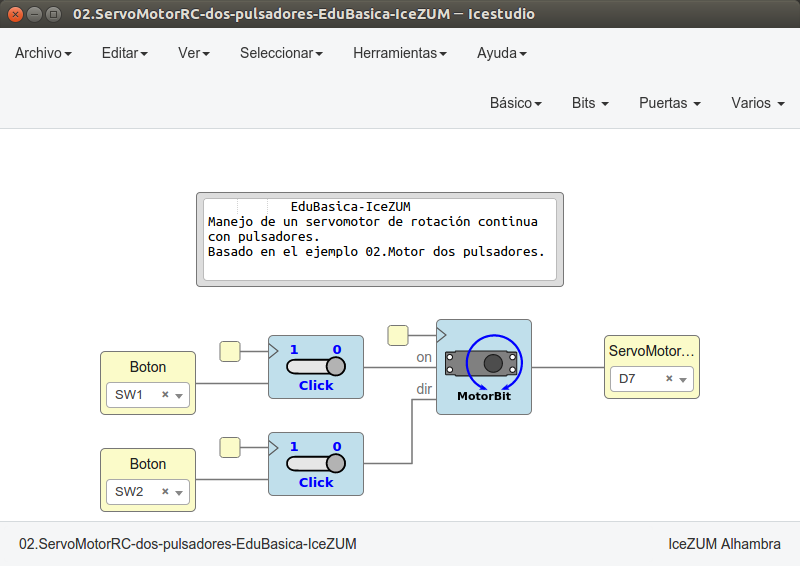 02.ServoMotorRC-dos-pulsadores-EduBasica-IceZUM — Icestudio
Archivo Editar Ver Seleccionar Herramientas Ayuda
Básico Bits Puertas Varios
EduBasica-IceZUM
Manejo de un servomotor de rotación continua
con pulsadores.
Basado en el ejemplo 02.Motor dos pulsadores.
Boton
SW1
1 0
Click
on
dir
MotorBit
ServoMotor...
D7
Boton
SW2
1 0
Click
02.ServoMotorRC-dos-pulsadores-EduBasica-IceZUM
IceZUM Alhambra